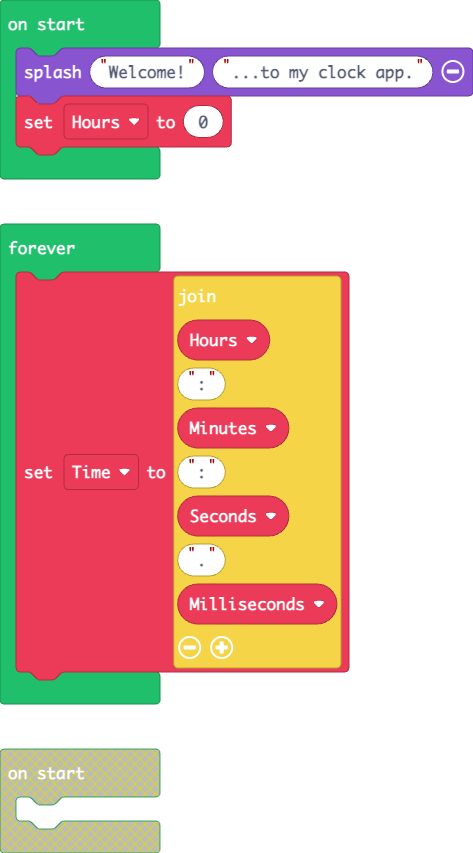 on start
splash "Welcome!" "...to my clock app."
set Hours to 0
forever
join
Hours
":"
Minutes
set Time to ":"
Seconds
"."
Milliseconds
on start